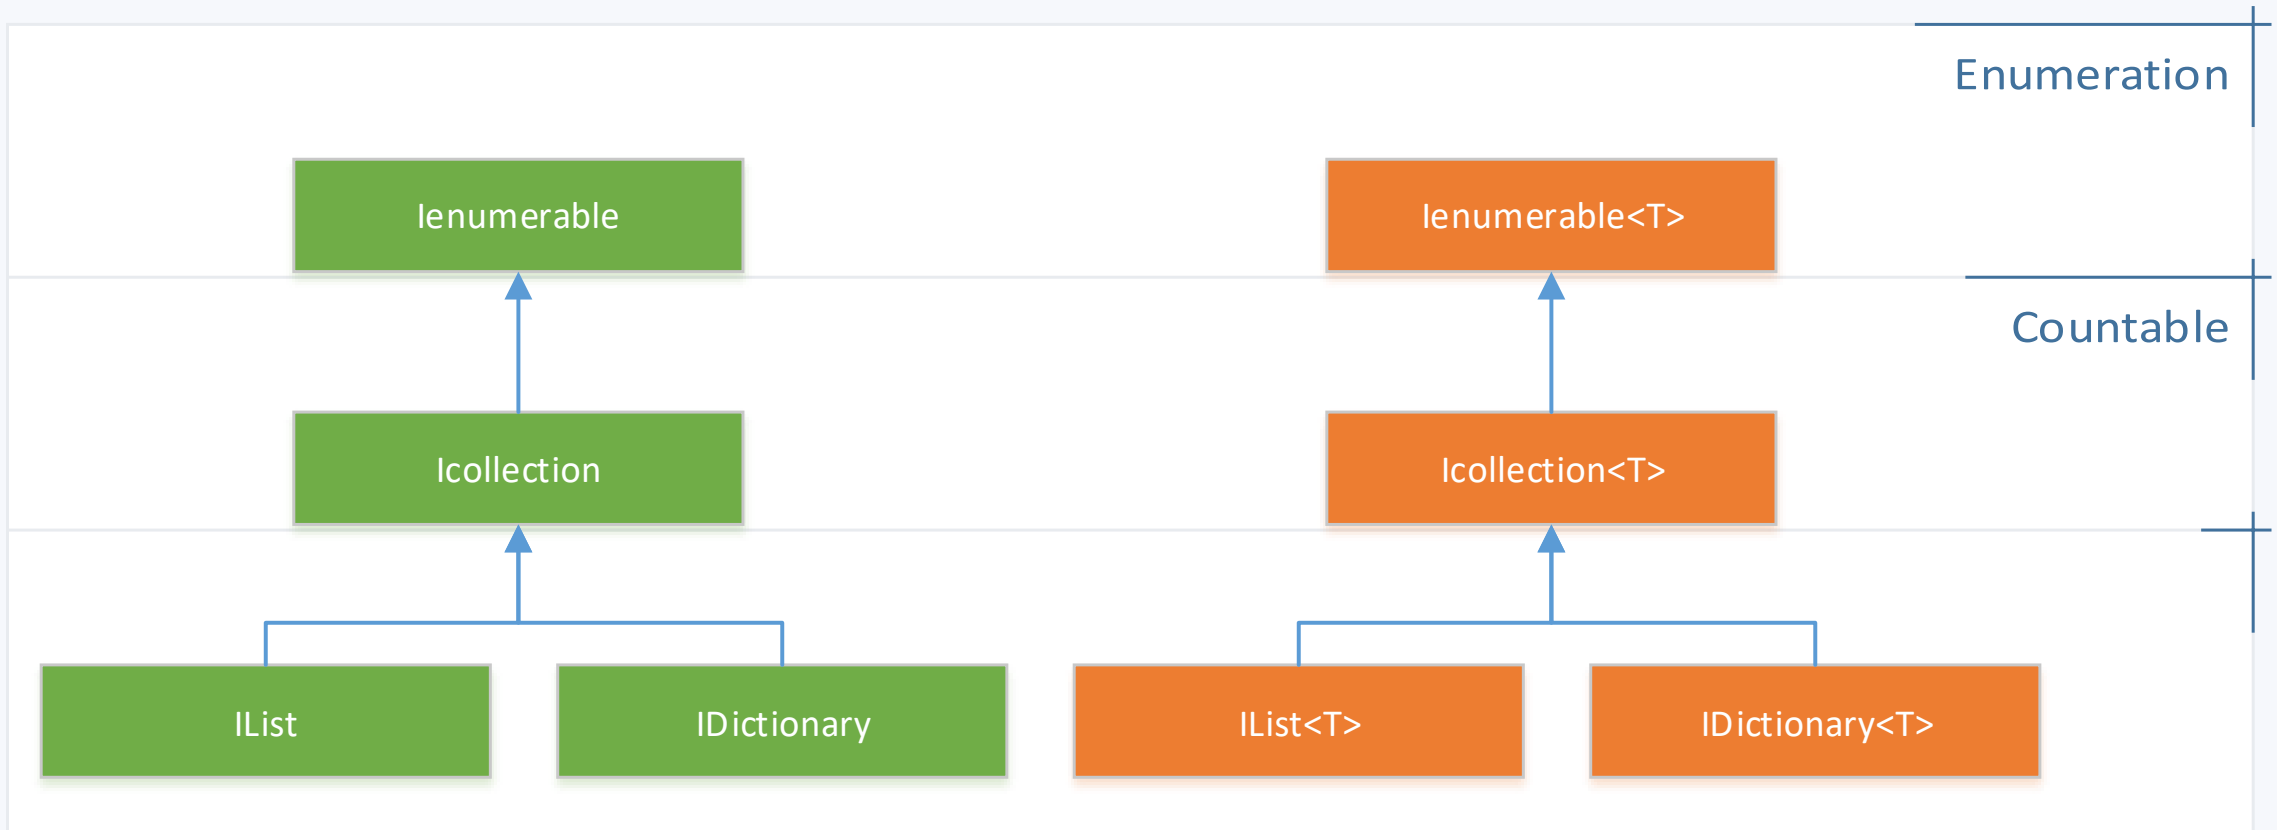 Enumeration
Ienumerable
Ienumerable<T>
Countable
Icollection
Icollection<T>
IList
IDictionary
IList<T>
IDictionary<T>